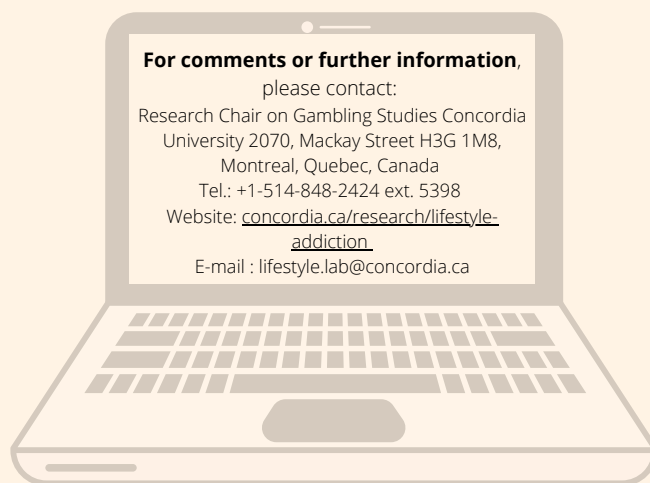 For comments or further information,
please contact:
Research Chair on Gambling Studies Concordia
University 2070, Mackay Street H3G 1M8,
Montreal, Quebec, Canada
Tel.: +1-514-848-2424 ext. 5398
Website: concordia.ca/research/lifestyle-
addiction
E-mail : lifestyle.lab@concordia.ca